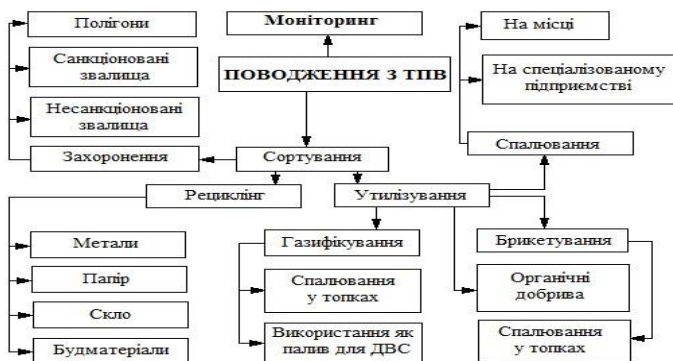 Полігони
Моніторинг
На місці
Санкціоновані
звалища
ПОВОДЖЕННЯ З ТПВ
На спеціалізованому
підприємстві
Несанкціоновані
звалища
Захоронення
Сортування
Спалювання
Рециклінг
Утилізування
Метали
Газифікування
Брикетування
Папір
Спалювання
у топках
Органічні
добрива
Скло
Будматеріали
Використання як
палив для ДВС
Спалювання
у топках